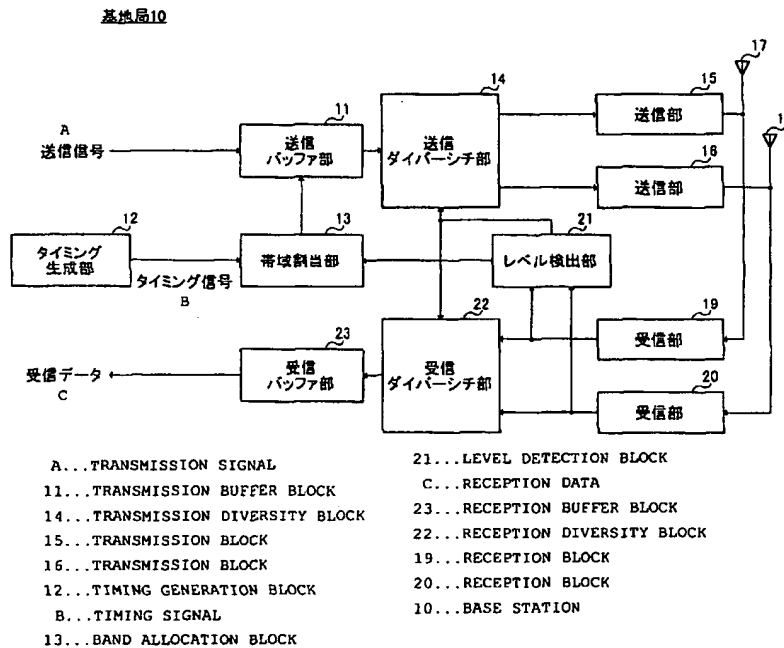 基地局10
17
14
15
11
送信部
1
A
送信信号
送信
バッファ部
送信
ダイバーシチ部
16
送信部
12
13
21
タイミング
生成部
タイミング信号
B
帯域割当部
レベル検出部
22
19
23
受信部
受信データ
C
受信
バッファ部
受信
ダイバーシチ部
20
受信部
A...TRANSMISSION SIGNAL
11...TRANSMISSION BUFFER BLOCK
14...TRANSMISSION DIVERSITY BLOCK
15...TRANSMISSION BLOCK
16...TRANSMISSION BLOCK
12...TIMING GENERATION BLOCK
B...TIMING SIGNAL
13...BAND ALLOCATION BLOCK
21...LEVEL DETECTION BLOCK
C...RECEPTION DATA
23...RECEPTION BUFFER BLOCK
22...RECEPTION DIVERSITY BLOCK
19...RECEPTION BLOCK
20...RECEPTION BLOCK
10...BASE STATION